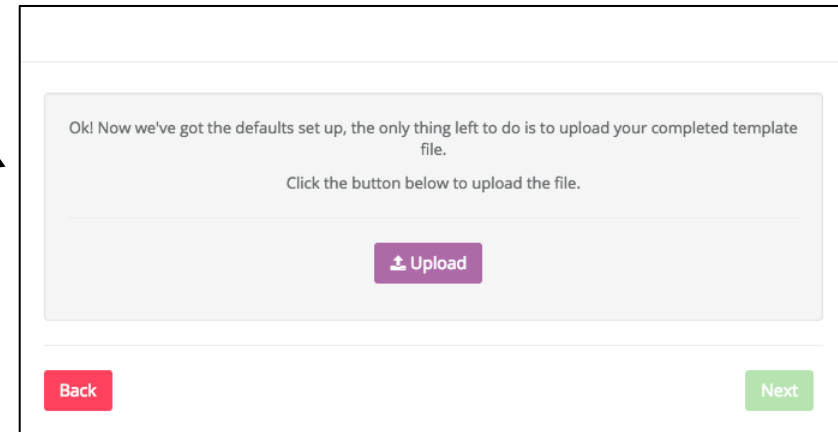 Ok! Now we've got the defaults set up, the only thing left to do is to upload your completed template
file.
Click the button below to upload the file.
Upload
Back
Next